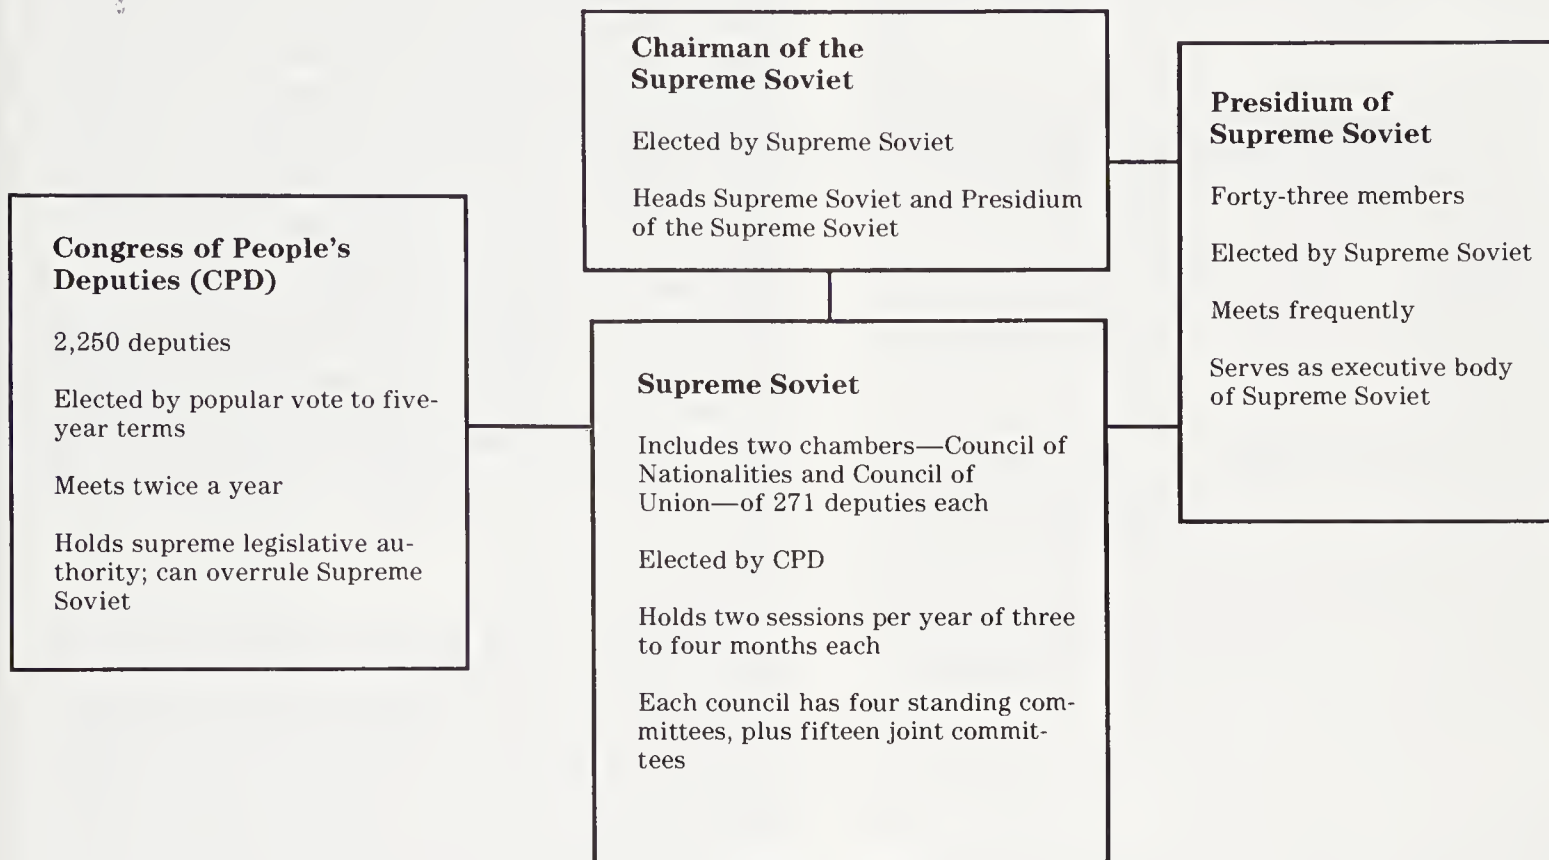 Chairman of the
Supreme Soviet
Elected by Supreme Soviet
Heads Supreme Soviet and Presidium
of the Supreme Soviet
Presidium of
Supreme Soviet
Forty-three members
Elected by Supreme Soviet
Meets frequently
Serves as executive body
of Supreme Soviet
Congress of People's
Deputies (CPD)
2,250 deputies
Elected by popular vote to five-
year terms
Meets twice a year
Holds supreme legislative au-
thority; can overrule Supreme
Soviet
Supreme Soviet
Includes two chambers—Council of
Nationalities and Council of
Union—of 271 deputies each
Elected by CPD
Holds two sessions per year of three
to four months each
Each council has four standing com-
mittees, plus fifteen joint commit-
tees